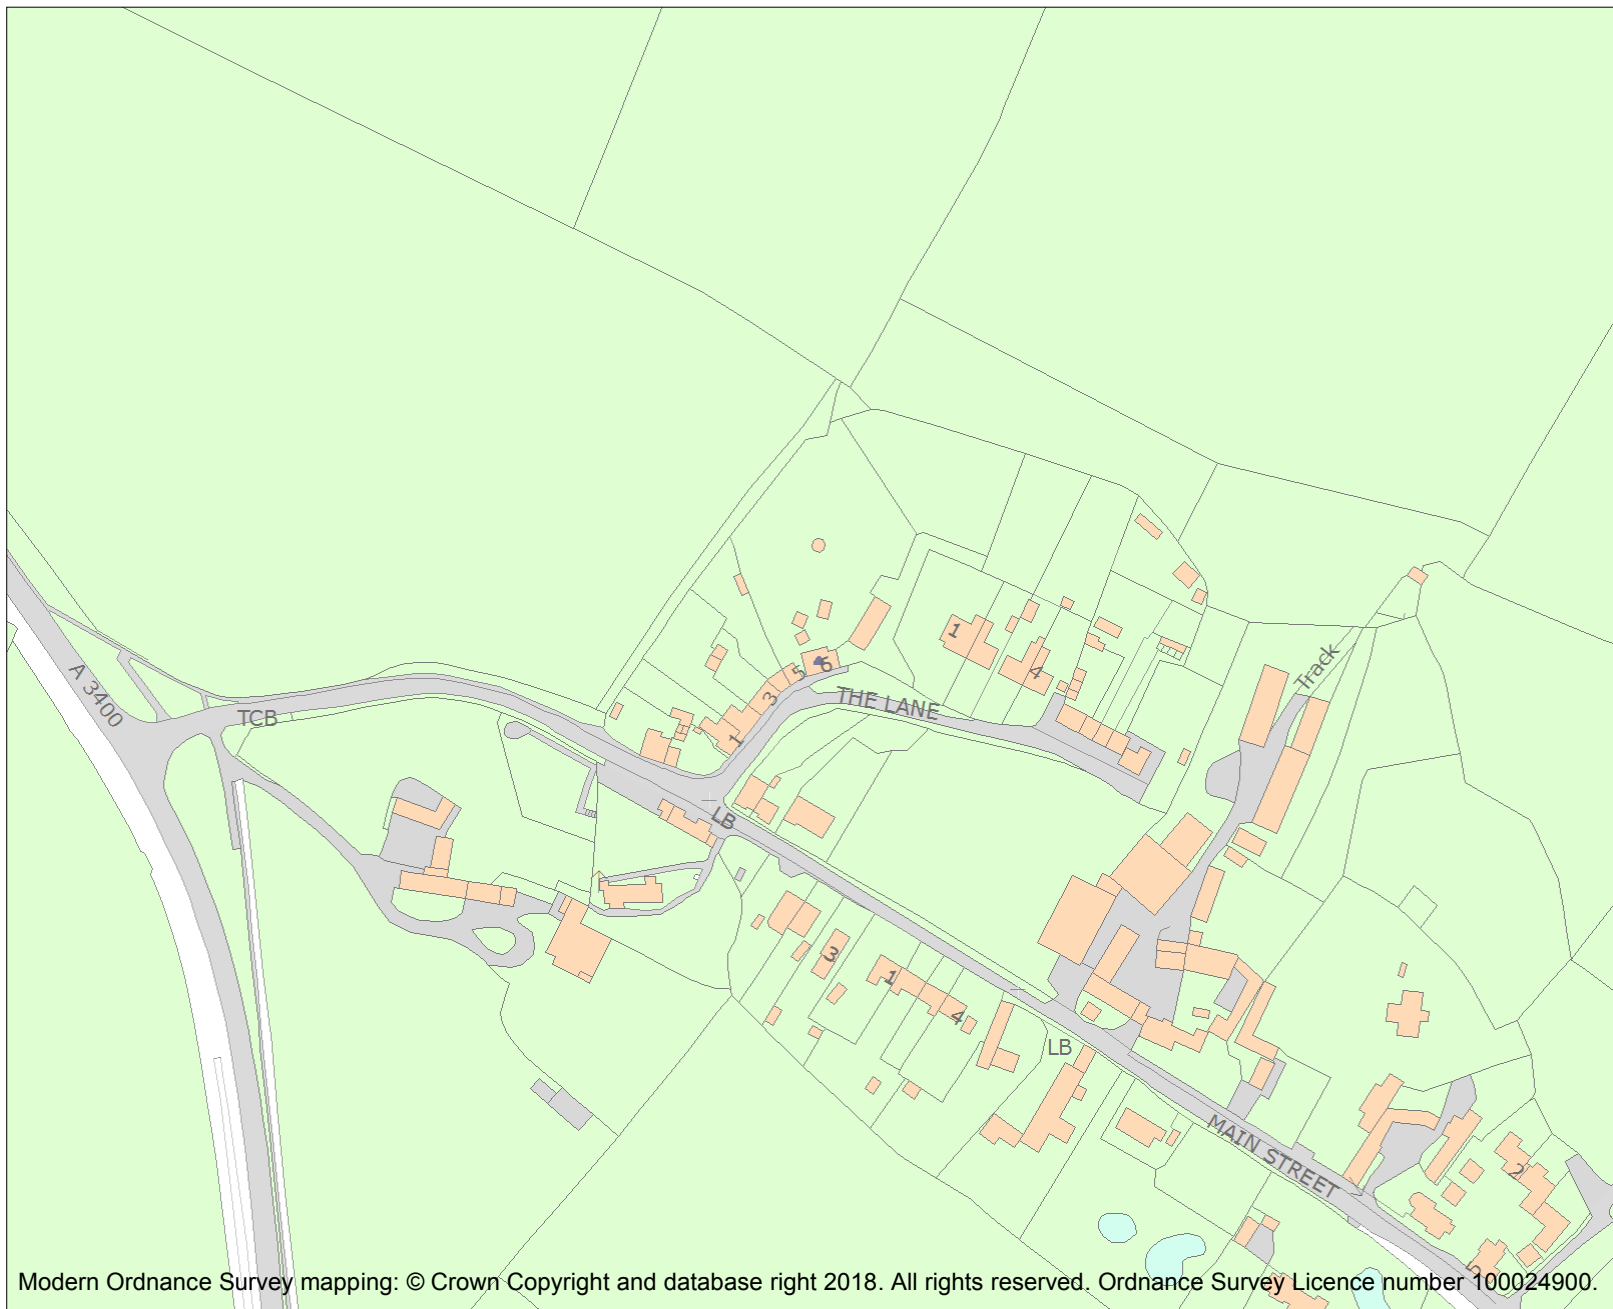 Track
1
4
5
6
3
THE LANE
1
A 3400
TCB
LB
3
1
4
LB
MAIN STREET
2
5
Modern Ordnance Survey mapping: © Crown Copyright and database right 2018. All rights reserved. Ordnance Survey Licence number 100024900.